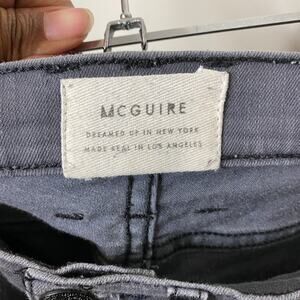 MCGUIRE
DREAMED UP IN NEW YORK
MADE REAL IN LOS ANGELES